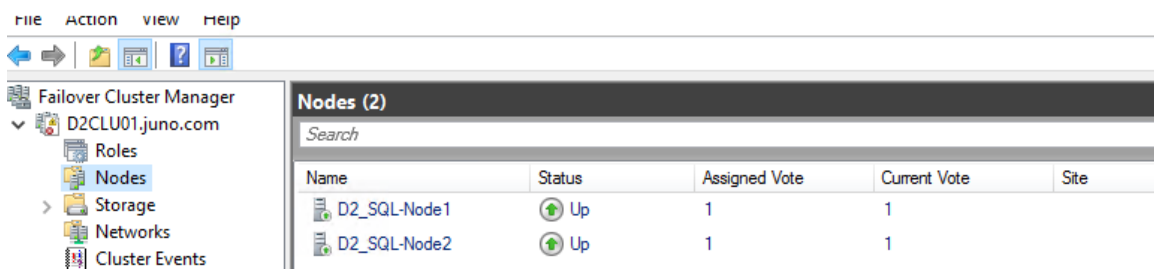 File Action View Help
Failover Cluster Manager
D2CLU01.juno.com
Roles
Nodes
Storage
Networks
Cluster Events
Nodes (2)
Search
Name Status Assigned Vote Current Vote Site
D2_SQL-Node1 Up 1 1
D2_SQL-Node2 Up 1 1